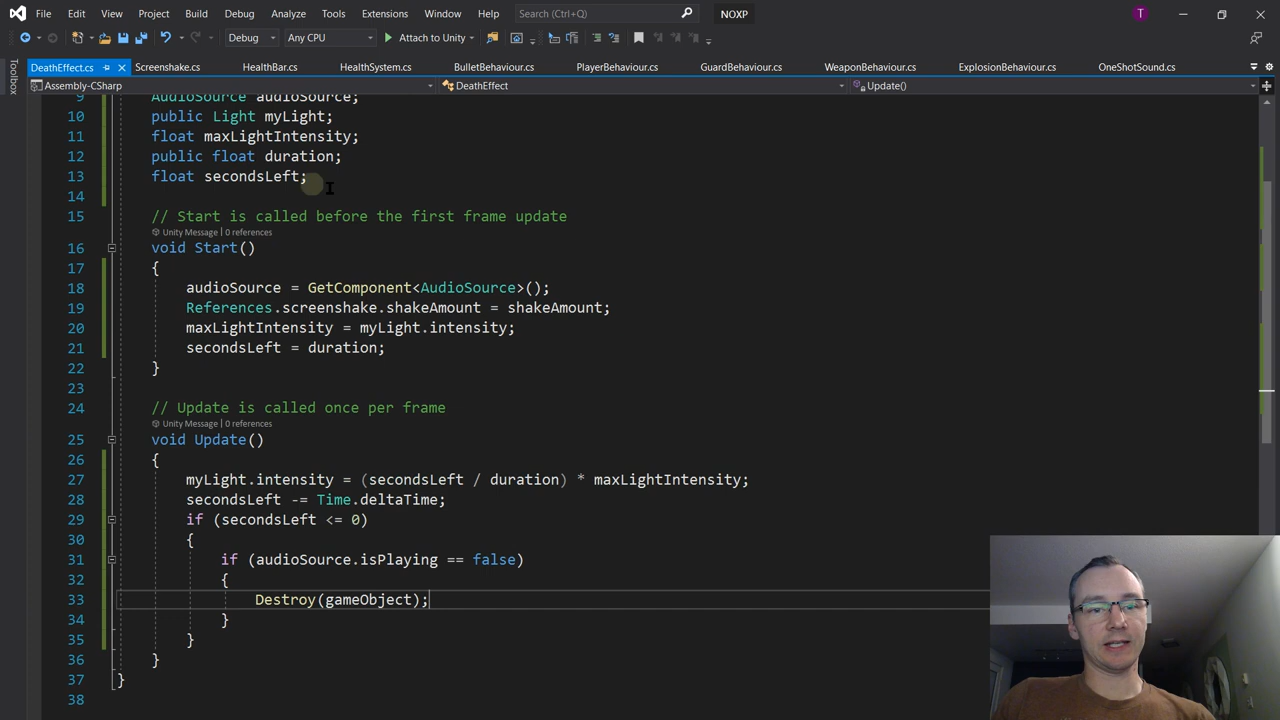 File Edit View Project Build Debug Analyze Tools Extensions Window Help Search (Ctrl+Q) NOXP T
Debug Any CPU Attach to Unity
DeathEffect.cs Screenshake.cs HealthBar.cs HealthSystem.cs BulletBehaviour.cs PlayerBehaviour.cs GuardBehaviour.cs WeaponBehaviour.cs ExplosionBehaviour.cs OneShotSound.cs
Toolbox
Assembly-CSharp DeathEffect Update()
9 AudioSource audioSource;
10 public Light myLight;
11 float maxLightIntensity;
12 public float duration;
13 float secondsLeft;
14
15 // Start is called before the first frame update
Unity Message | 0 references
16 void Start()
17 {
18 audioSource = GetComponent<AudioSource>();
19 References.screenshake.shakeAmount = shakeAmount;
20 maxLightIntensity = myLight.intensity;
21 secondsLeft = duration;
22 }
23
24 // Update is called once per frame
Unity Message | 0 references
25 void Update()
26 {
27 myLight.intensity = (secondsLeft / duration) * maxLightIntensity;
28 secondsLeft -= Time.deltaTime;
29 if (secondsLeft <= 0)
30 {
31 if (audioSource.isPlaying == false)
32 {
33 Destroy(gameObject);
34 }
35 }
36 }
37 }
38